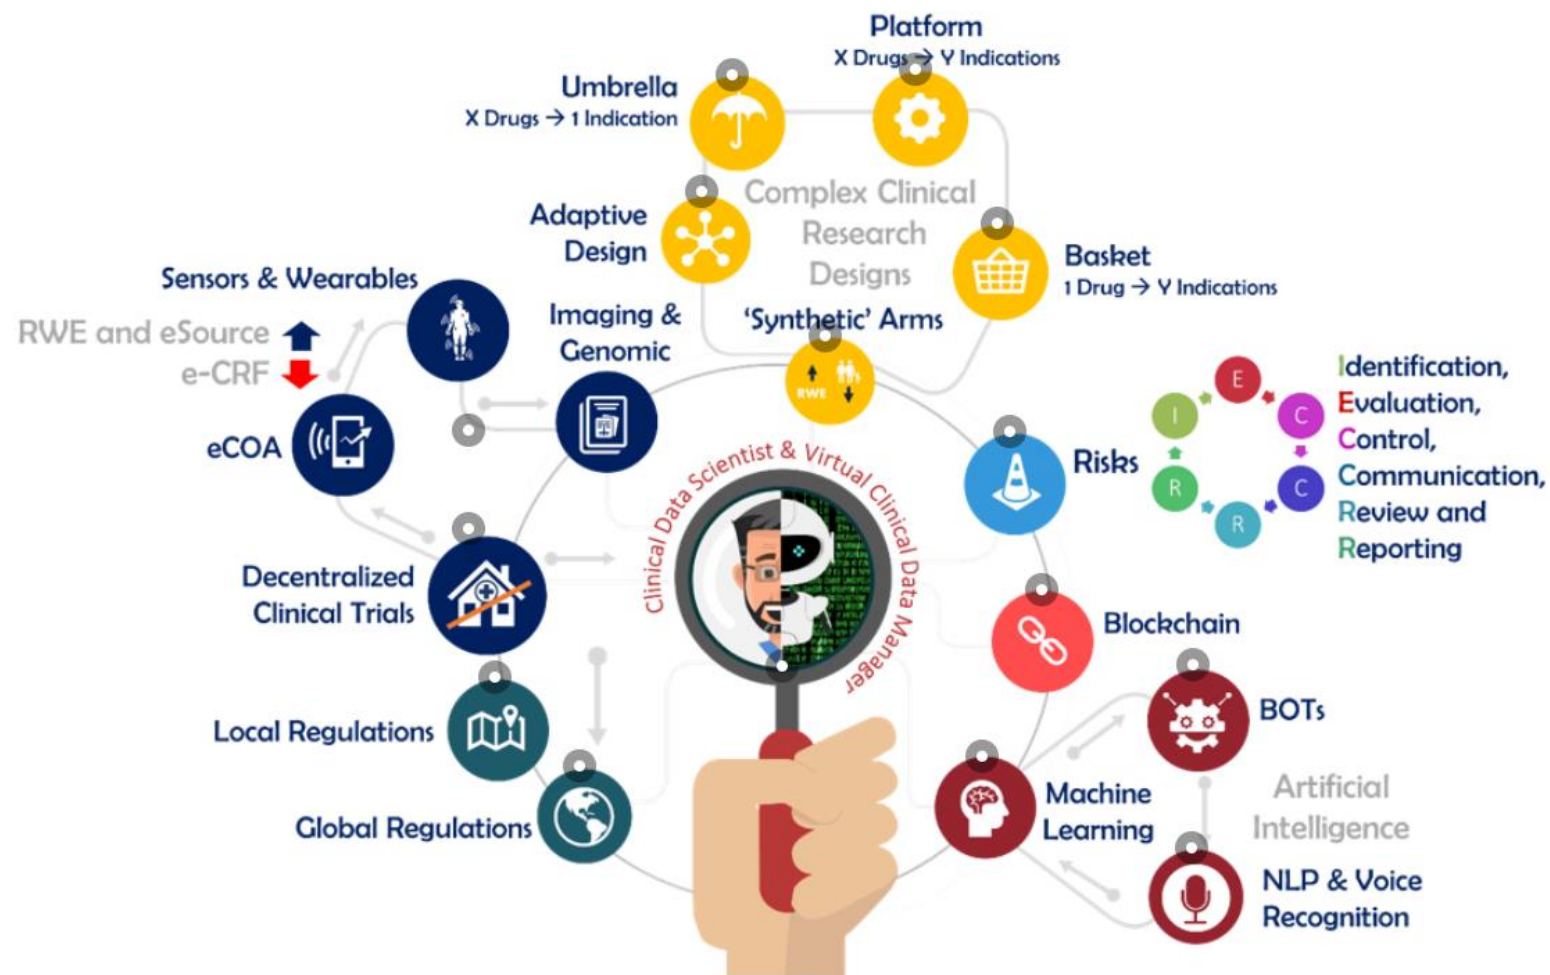 Platform
X Drugs → Y Indications
Umbrella
X Drugs → 1 Indication
Complex Clinical
Research
Designs
Adaptive
Design
Basket
1 Drug → Y Indications
Sensors & Wearables
RWE and eSource
e-CRF
Imaging &
Genomic
'Synthetic' Arms
RWE
eCOA
Risks
E
C
C
R
R
I
Identification,
Evaluation,
Control,
Communication,
Review and
Reporting
Clinical Data Scientist & Virtual Clinical Data Manager
Decentralized
Clinical Trials
Blockchain
Local Regulations
BOTs
Global Regulations
Machine
Learning
Artificial
Intelligence
NLP & Voice
Recognition